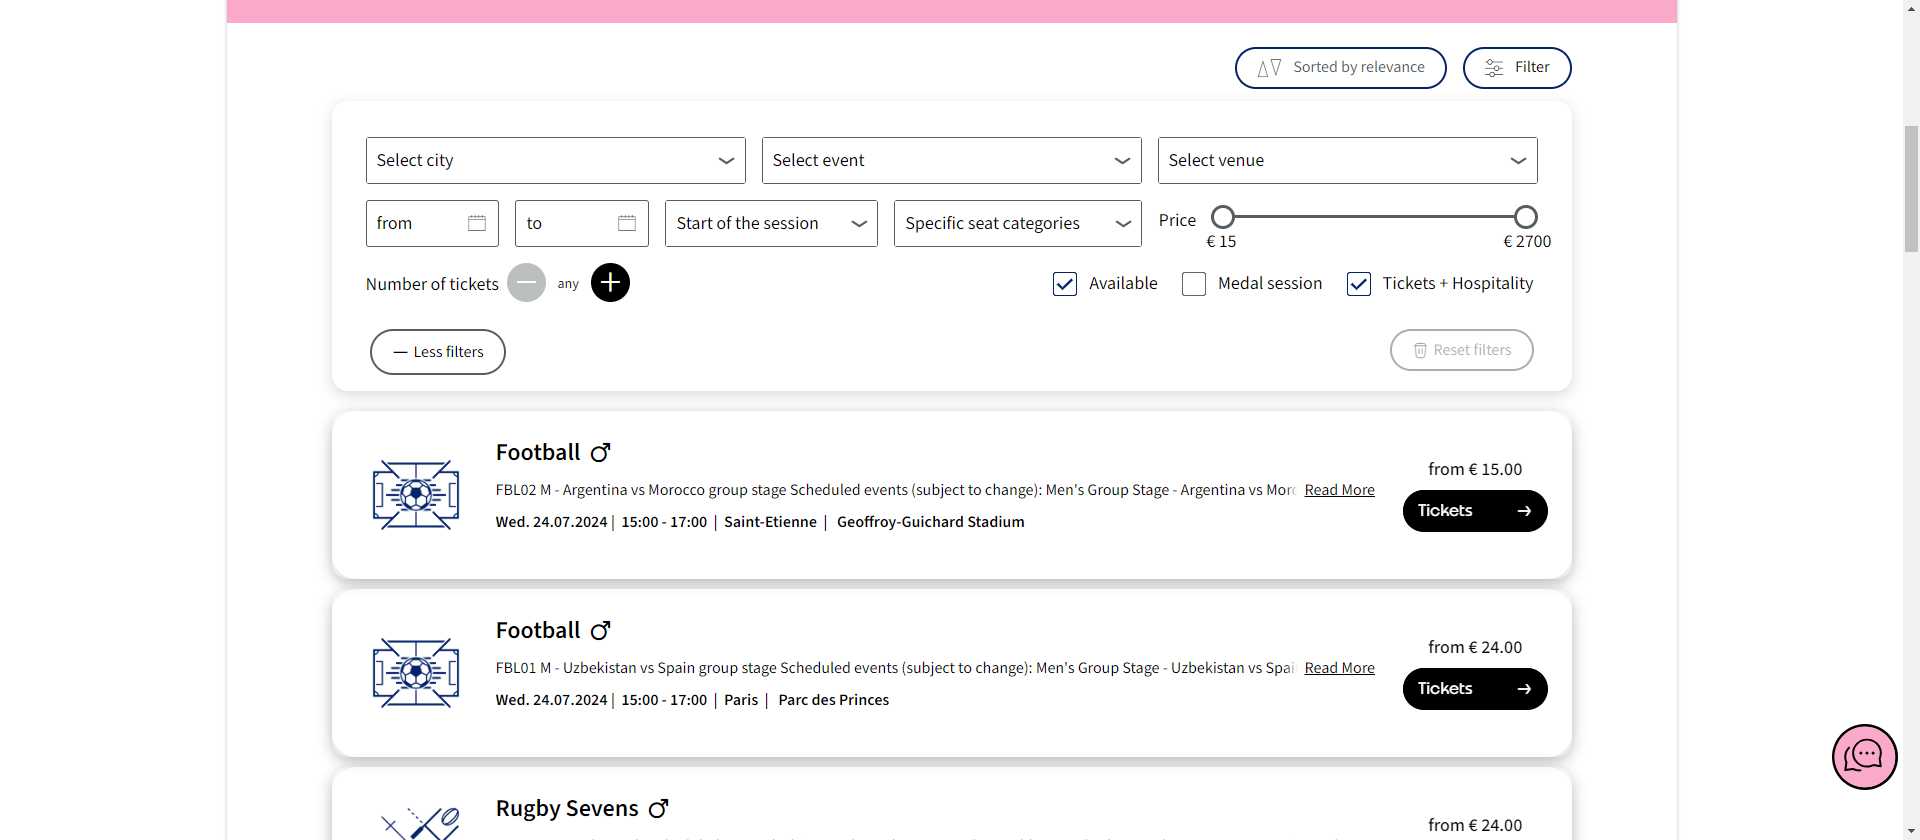 Sorted by relevance
Filter
Select city
Select event
Select venue
from
to
Start of the session
Specific seat categories
Price
€ 15
€ 2700
Number of tickets
any
Available
Medal session
Tickets + Hospitality
Less filters
Reset filters
Football
FBL02 M - Argentina vs Morocco group stage Scheduled events (subject to change): Men's Group Stage - Argentina vs Moro
Read More
Wed. 24.07.2024 | 15:00 - 17:00 | Saint-Etienne | Geoffroy-Guichard Stadium
from € 15.00
Tickets
Football
FBL01 M - Uzbekistan vs Spain group stage Scheduled events (subject to change): Men's Group Stage - Uzbekistan vs Spai
Read More
Wed. 24.07.2024 | 15:00 - 17:00 | Paris | Parc des Princes
from € 24.00
Tickets
Rugby Sevens
from € 24.00